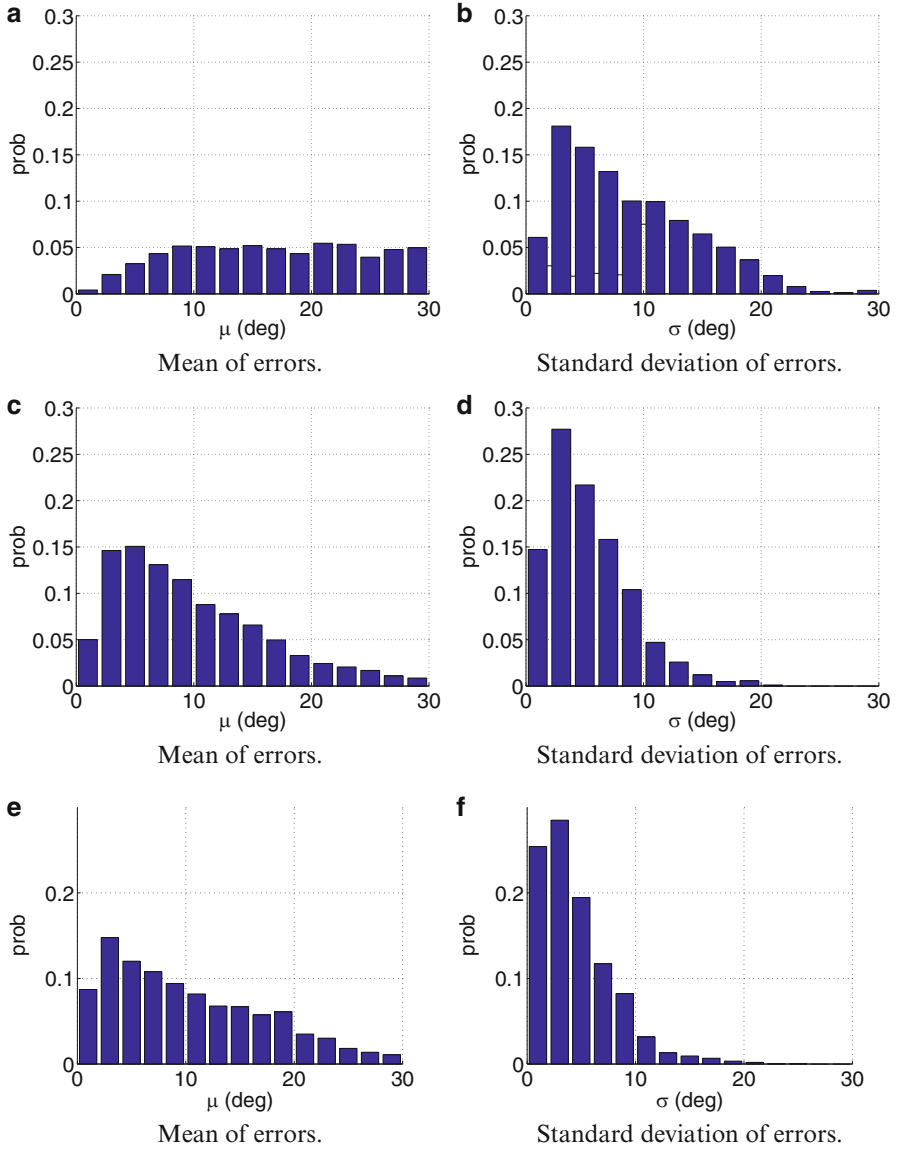 a
0.3
0.25
0.2
0.15
0.1
0.05
0
prob
0 10 20 30
μ (deg)
Mean of errors.
b
0.3
0.25
0.2
0.15
0.1
0.05
0
prob
0 10 20 30
σ (deg)
Standard deviation of errors.
c
0.3
0.25
0.2
0.15
0.1
0.05
0
prob
0 10 20 30
μ (deg)
Mean of errors.
d
0.3
0.25
0.2
0.15
0.1
0.05
0
prob
0 10 20 30
σ (deg)
Standard deviation of errors.
e
0.2
0.1
0
prob
0 10 20 30
μ (deg)
Mean of errors.
f
0.2
0.1
0
prob
0 10 20 30
σ (deg)
Standard deviation of errors.